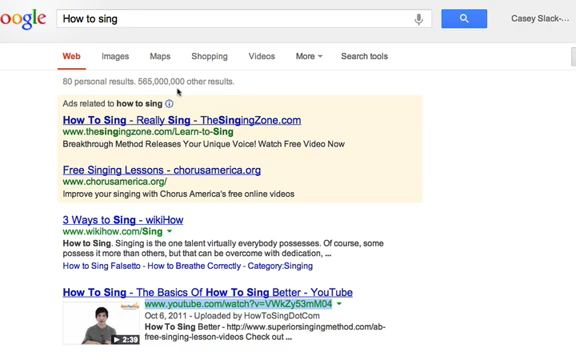 oogle How to sing Casey Slack-...
Web Images Maps Shopping Videos More Search tools
80 personal results. 565,000,000 other results.
Ads related to how to sing
How To Sing - Really Sing - TheSingingZone.com
www.thesingingzone.com/Learn-to-Sing
Breakthrough Method Releases Your Unique Voice! Watch Free Video Now
Free Singing Lessons - chorusamerica.org
www.chorusamerica.org/
Improve your singing with Chorus America's free online videos
3 Ways to Sing - wikiHow
www.wikihow.com/Sing
How to Sing. Singing is the one talent virtually everybody possesses. Of course, some
possess it more than others, but that can be overcome with dedication, ...
How to Sing Falsetto - How to Breathe Correctly - Category:Singing
How To Sing - The Basics Of How To Sing Better - YouTube
www.youtube.com/watch?v=VWkZy53mM04
Oct 6, 2011 - Uploaded by HowToSingDotCom
How To Sing Better - http://www.superiorsingingmethod.com/ab-
free-singing-lesson-videos Check out ...
2:39